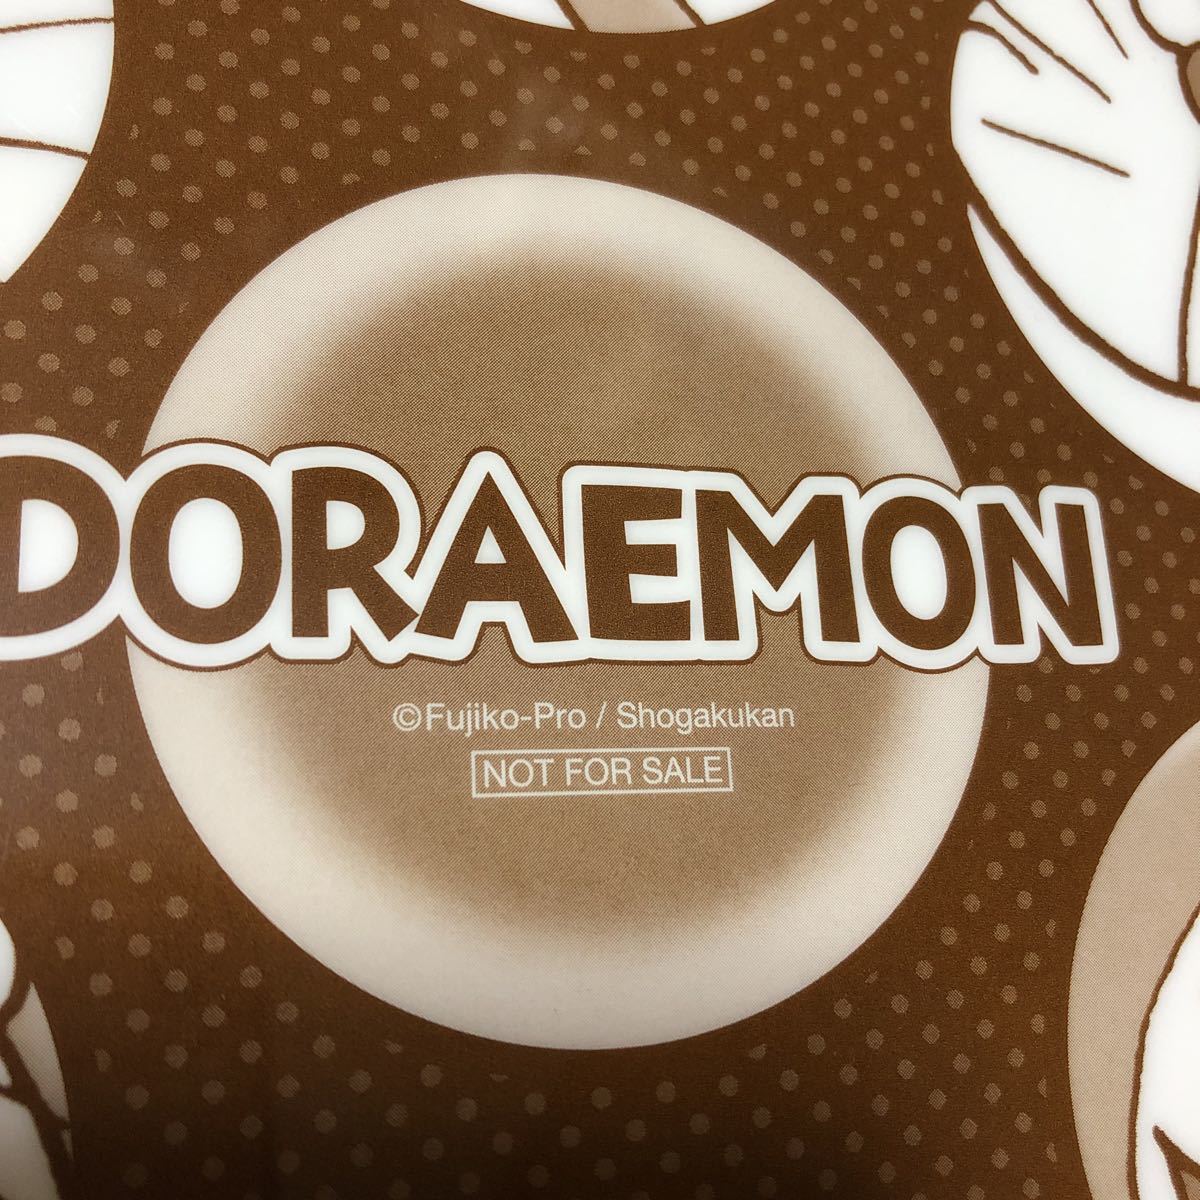 DORAEMON
©Fujiko-Pro / Shogakukan
NOT FOR SALE